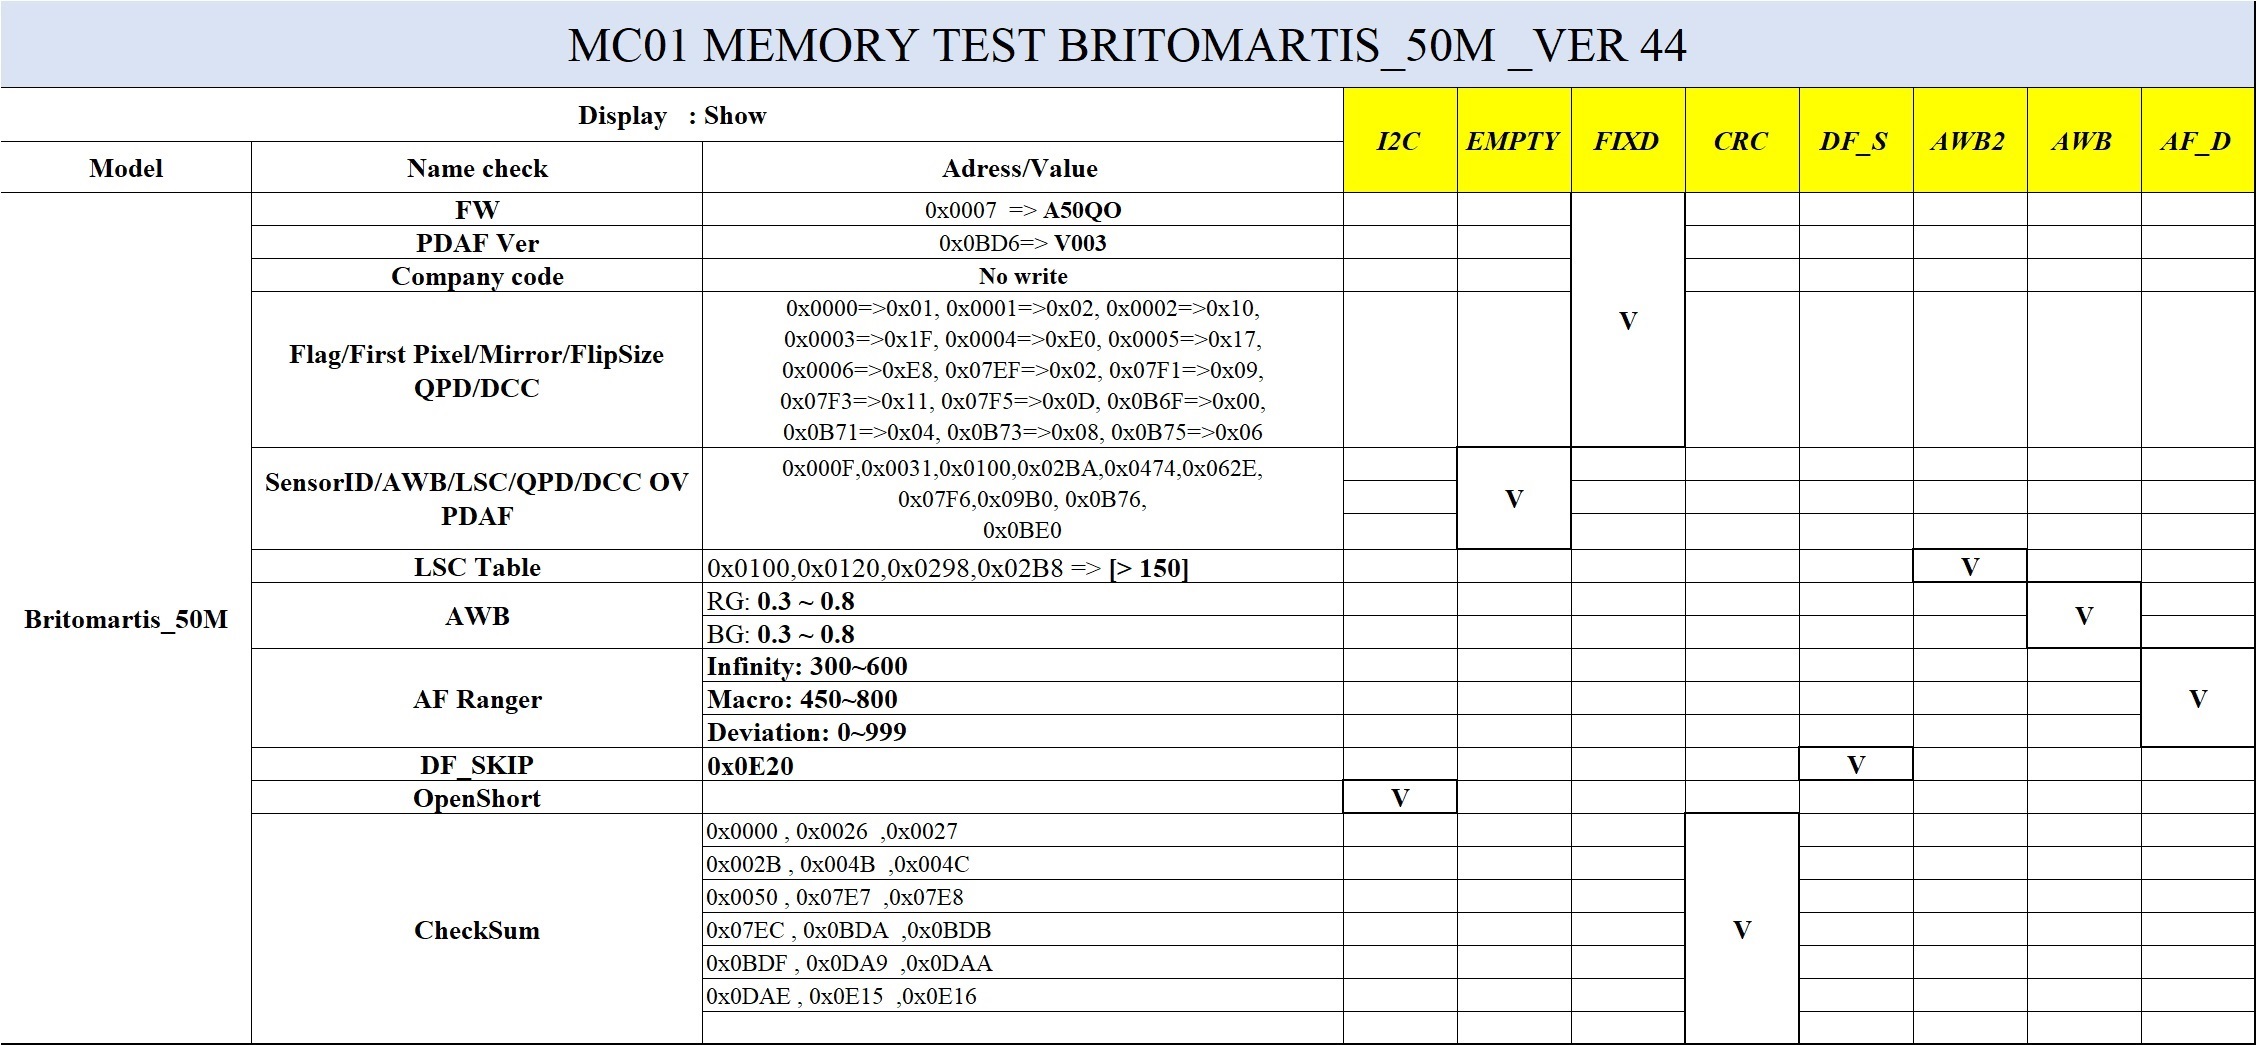 MC01 MEMORY TEST BRITOMARTIS_50M _VER 44
Display : Show
I2C EMPTY FIXD CRC DF_S AWB2 AWB AF_D
Model Name check Adress/Value
FW 0x0007 => A50QO
PDAF Ver 0x0BD6=> V003
Company code No write
Flag/First Pixel/Mirror/FlipSize
QPD/DCC
0x0000=>0x01, 0x0001=>0x02, 0x0002=>0x10,
0x0003=>0x1F, 0x0004=>0xE0, 0x0005=>0x17,
0x0006=>0xE8, 0x07EF=>0x02, 0x07F1=>0x09,
0x07F3=>0x11, 0x07F5=>0x0D, 0x0B6F=>0x00,
0x0B71=>0x04, 0x0B73=>0x08, 0x0B75=>0x06
V
SensorID/AWB/LSC/QPD/DCC OV
PDAF
0x000F,0x0031,0x0100,0x02BA,0x0474,0x062E,
0x07F6,0x09B0, 0x0B76,
0x0BE0
V
LSC Table 0x0100,0x0120,0x0298,0x02B8 => [> 150] V
Britomartis_50M
AWB
RG: 0.3 ~ 0.8
BG: 0.3 ~ 0.8
V
AF Ranger
Infinity: 300~600
Macro: 450~800
Deviation: 0~999
V
DF_SKIP 0x0E20 V
OpenShort V
CheckSum
0x0000 , 0x0026 ,0x0027
0x002B , 0x004B ,0x004C
0x0050 , 0x07E7 ,0x07E8
0x07EC , 0x0BDA ,0x0BDB
0x0BDF , 0x0DA9 ,0x0DAA
0x0DAE , 0x0E15 ,0x0E16
V